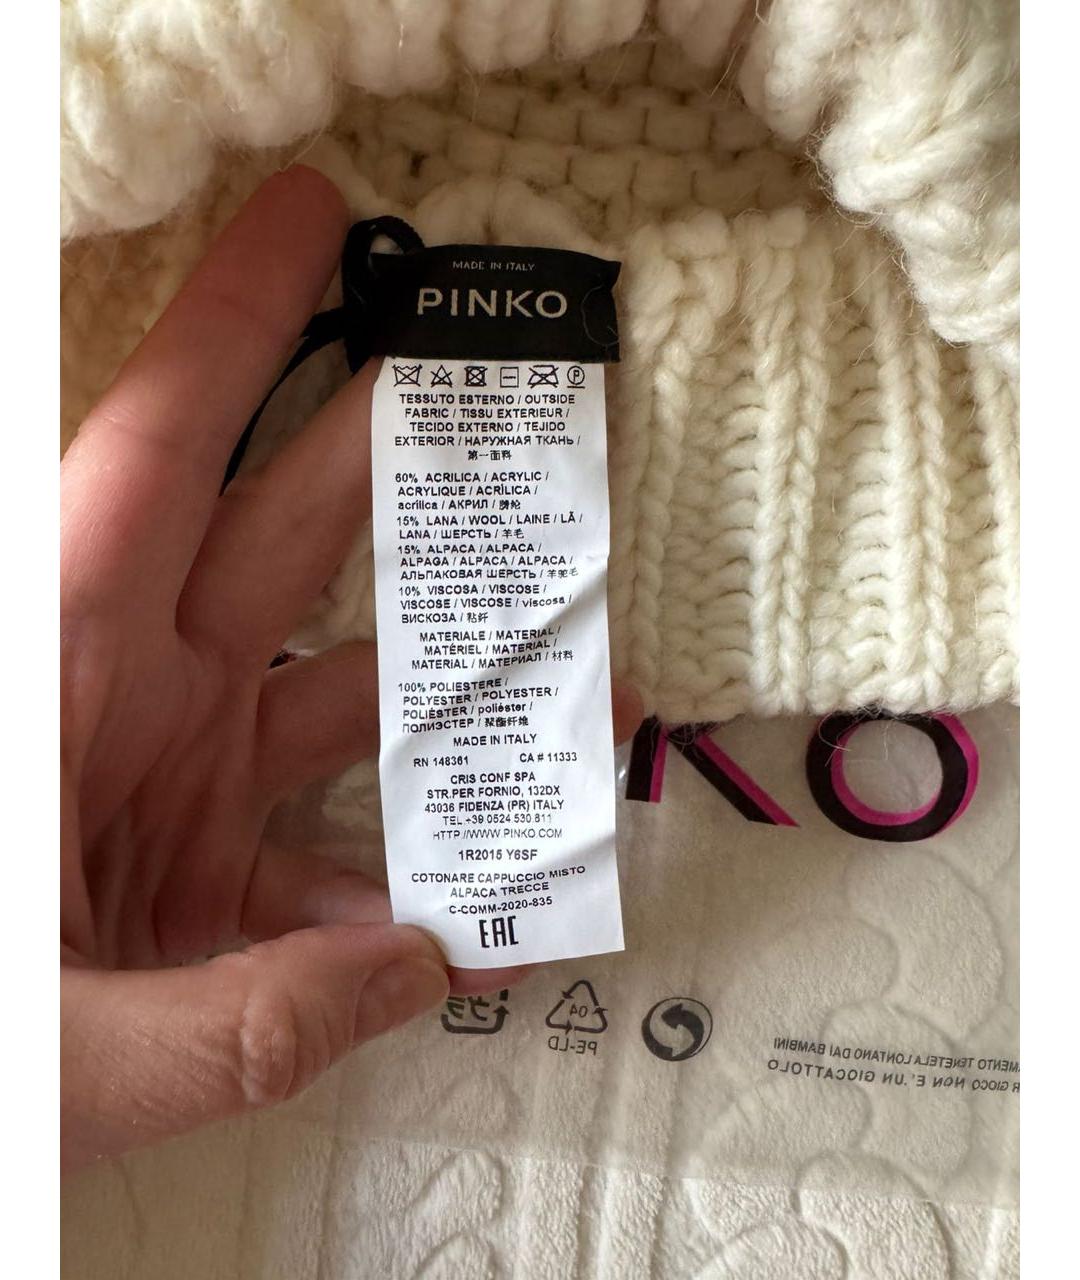 MADE IN ITALY
PINKO
TESSUTO ESTERNO / OUTSIDE
FABRIC / TISSU EXTERIEUR /
TECIDO EXTERNO / TEJIDO
EXTERIOR / НАРУЖНАЯ ТКАНЬ /
第一面料
60% ACRILICA / ACRYLIC /
ACRYLIQUE / ACRÍLICA /
acrílica / АКРИЛ / 腈纶
15% LANA / WOOL / LAINE / LÃ /
LANA / ШЕРСТЬ / 羊毛
15% ALPACA / ALPACA /
ALPAGA / ALPACA / ALPACA /
АЛЬПАКОВАЯ ШЕРСТЬ / 羊驼毛
10% VISCOSA / VISCOSE /
VISCOSE / VISCOSE / viscosa /
ВИСКОЗА / 粘纤
MATERIALE / MATERIAL /
MATÉRIEL / MATERIAL /
MATERIAL / МАТЕРИАЛ / 材料
100% POLIESTERE /
POLYESTER / POLYESTER /
POLIÉSTER / poliéster /
ПОЛИЭСТЕР / 聚酯纤维
MADE IN ITALY
RN 148361 CA # 11333
CRIS CONF SPA
STR.PER FORNIO, 132DX
43036 FIDENZA (PR) ITALY
TEL.+39.0524.530.611
HTTP://WWW.PINKO.COM
1R2015 Y6SF
COTONARE CAPPUCCIO MISTO
ALPACA TRECCE
C-COMM-2020-835
EAC
KO
04
PE-LD
TENETELA LONTANO DAI BAMBINI
GIOCO NON E' UN GIOCATTOLO